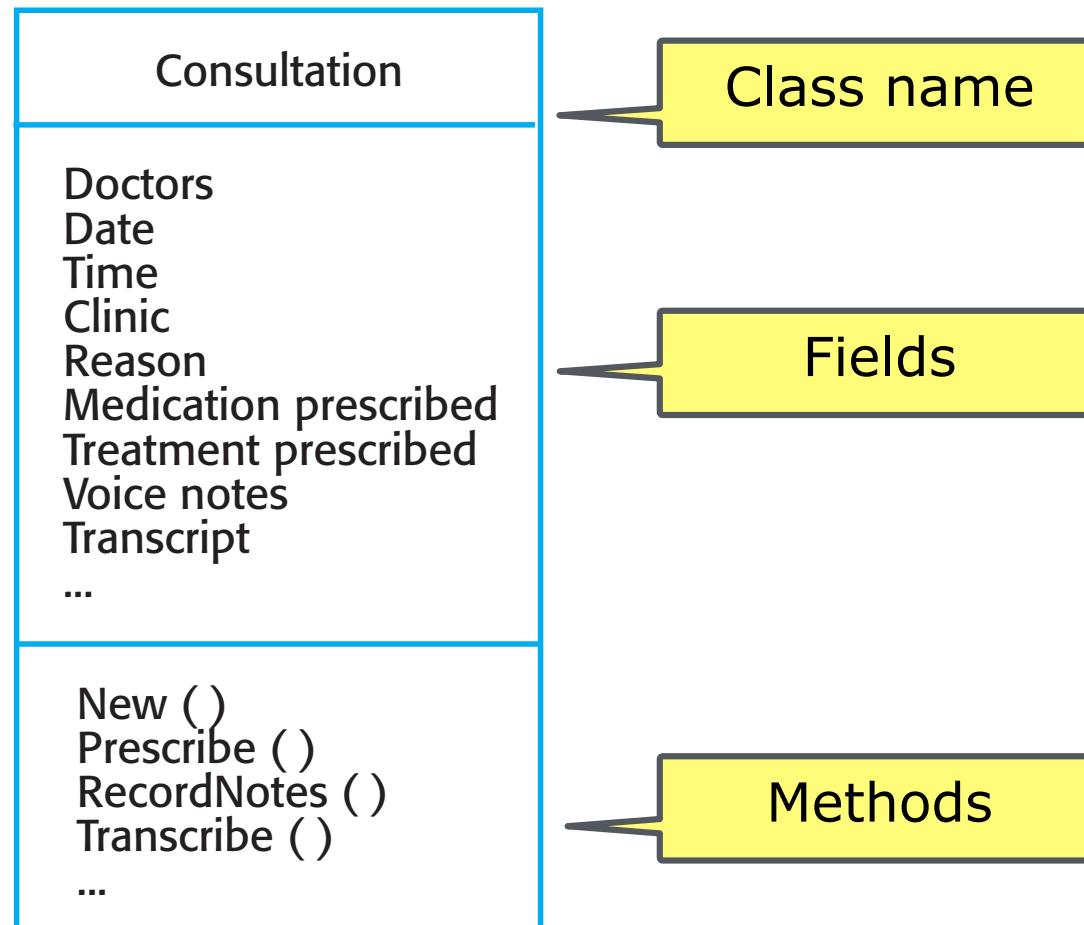 Consultation
Class name
Doctors
Date
Time
Clinic
Reason
Fields
Medication prescribed
Treatment prescribed
Voice notes
Transcript
...
New ( )
Prescribe ( )
RecordNotes ( )
Methods
Transcribe ( )
...